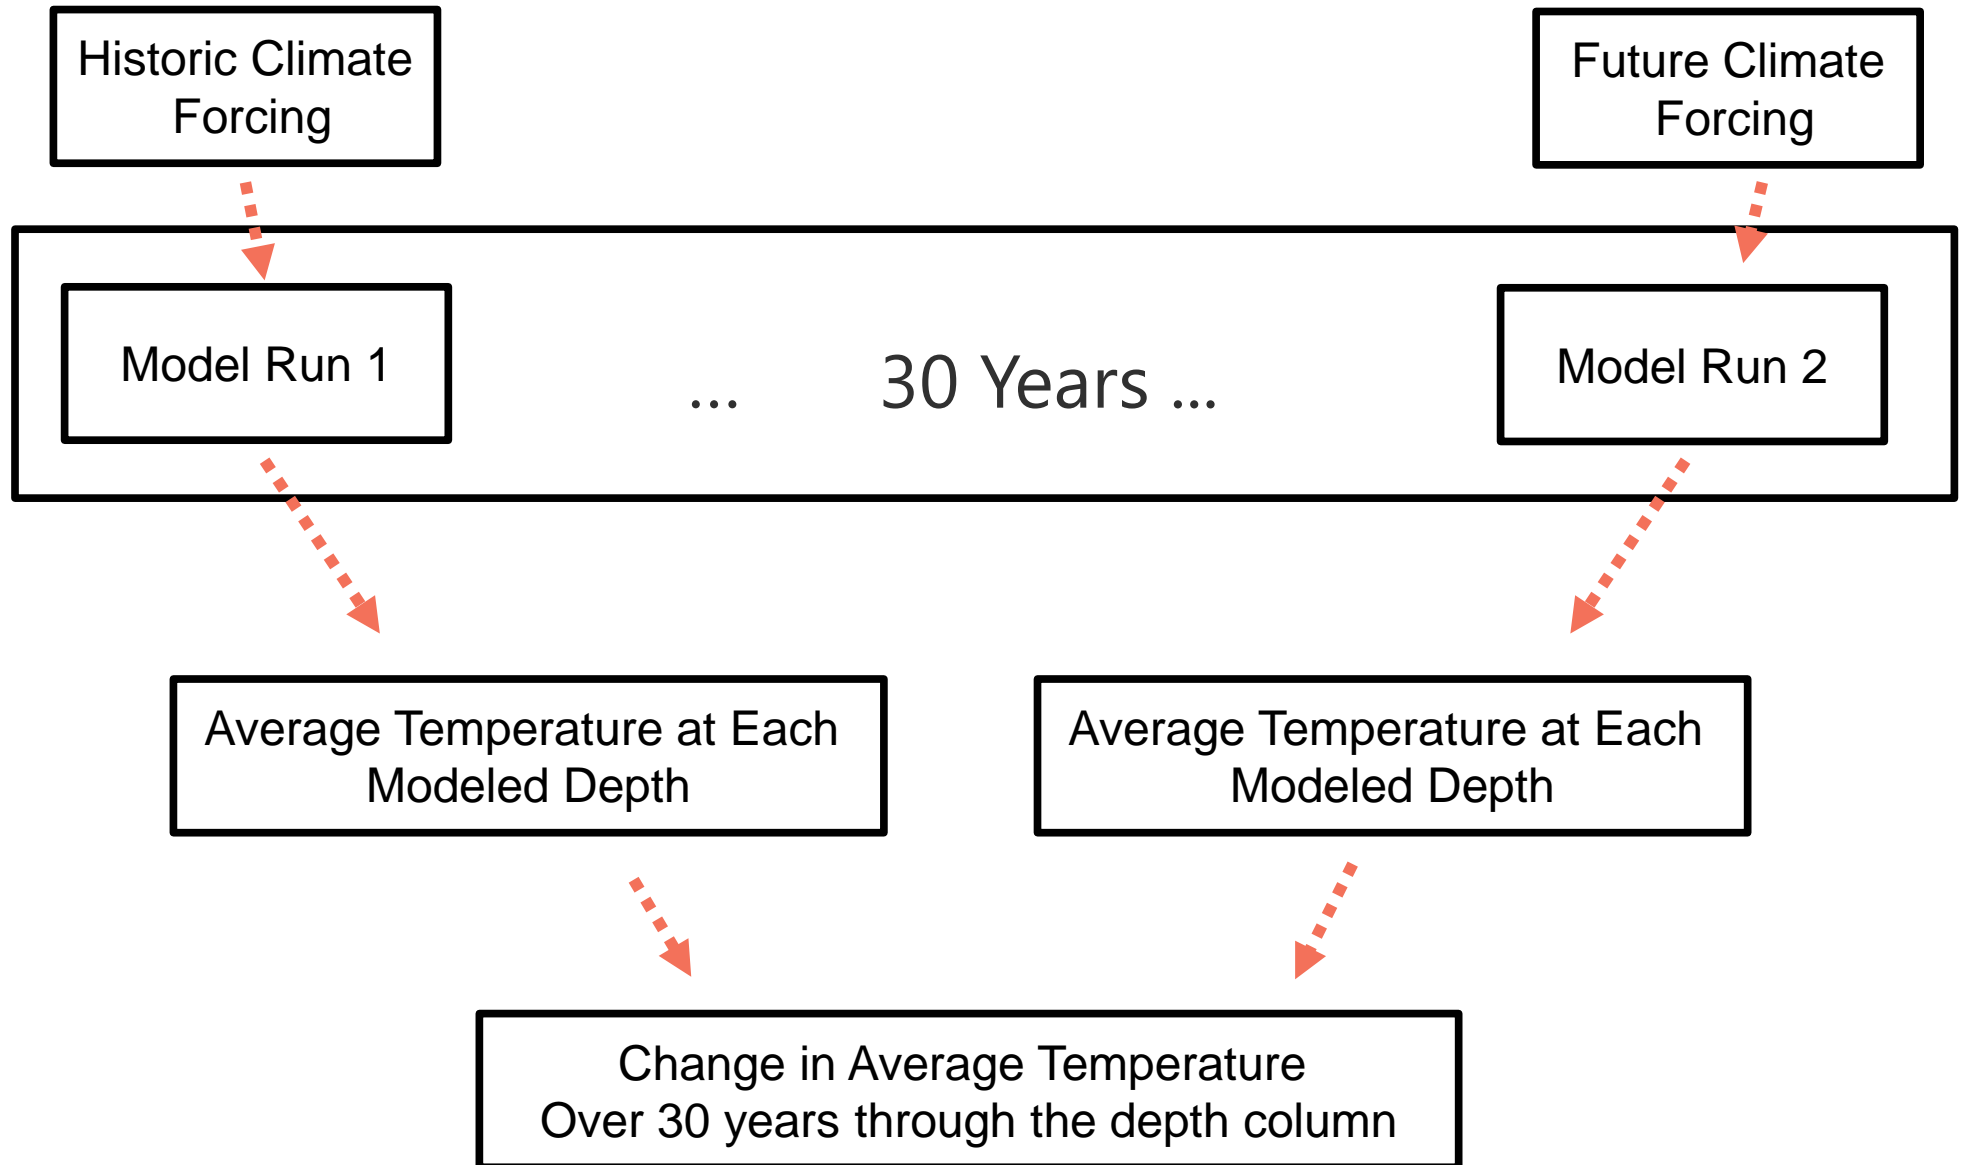 Historic Climate
Forcing
Future Climate
Forcing
Model Run 1
... 30 Years ...
Model Run 2
Average Temperature at Each
Modeled Depth
Average Temperature at Each
Modeled Depth
Change in Average Temperature
Over 30 years through the depth column